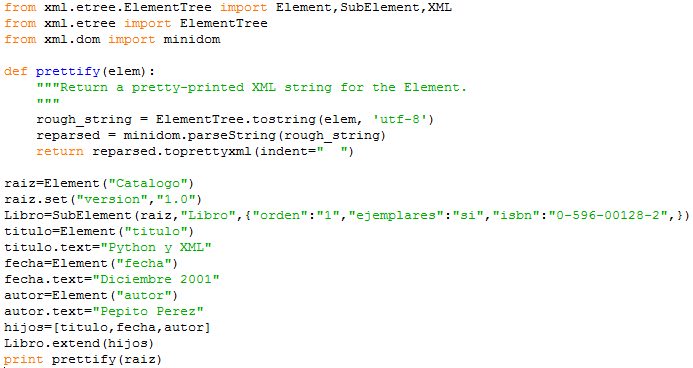 from xml.etree.ElementTree import Element,SubElement,XML
from xml.etree import ElementTree
from xml.dom import minidom
def prettify(elem):
    """Return a pretty-printed XML string for the Element.
    """
    rough_string = ElementTree.tostring(elem, 'utf-8')
    reparsed = minidom.parseString(rough_string)
    return reparsed.toprettyxml(indent="  ")
raiz=Element("Catalogo")
raiz.set("version","1.0")
Libro=SubElement(raiz,"Libro",{"orden":"1","ejemplares":"si","isbn":"0-596-00128-2",})
titulo=Element("titulo")
titulo.text="Python y XML"
fecha=Element("fecha")
fecha.text="Diciembre 2001"
autor=Element("autor")
autor.text="Pepito Perez"
hijos=[titulo,fecha,autor]
Libro.extend(hijos)
print prettify(raiz)